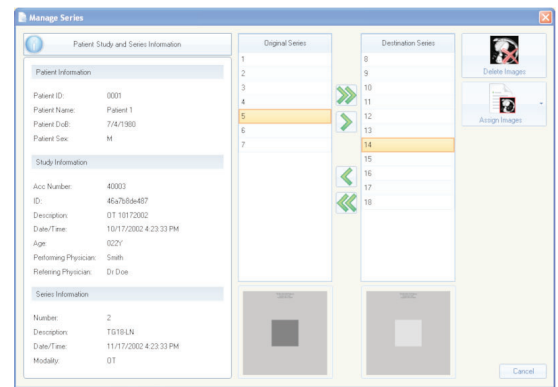 Manage Series
Patient Study and Series Information
Patient Information
Patient ID: 0001
Patient Name: Patient 1
Patient DoB: 7/4/1980
Patient Sex: M
Study Information
Acc Number: 40003
ID: 46a7b8de487
Description: OT 10172002
Date/Time: 10/17/2002 4:23:33 PM
Age: 022Y
Performing Physician: Smith
Referring Physician: Dr Doe
Series Information
Number: 2
Description: TG18-LN
Date/Time: 11/17/2002 4:23:33 PM
Modality: OT
Original Series
1
2
3
4
5
6
7
Destination Series
8
9
10
11
12
13
14
15
16
17
18
Delete Images
Assign Images
Cancel